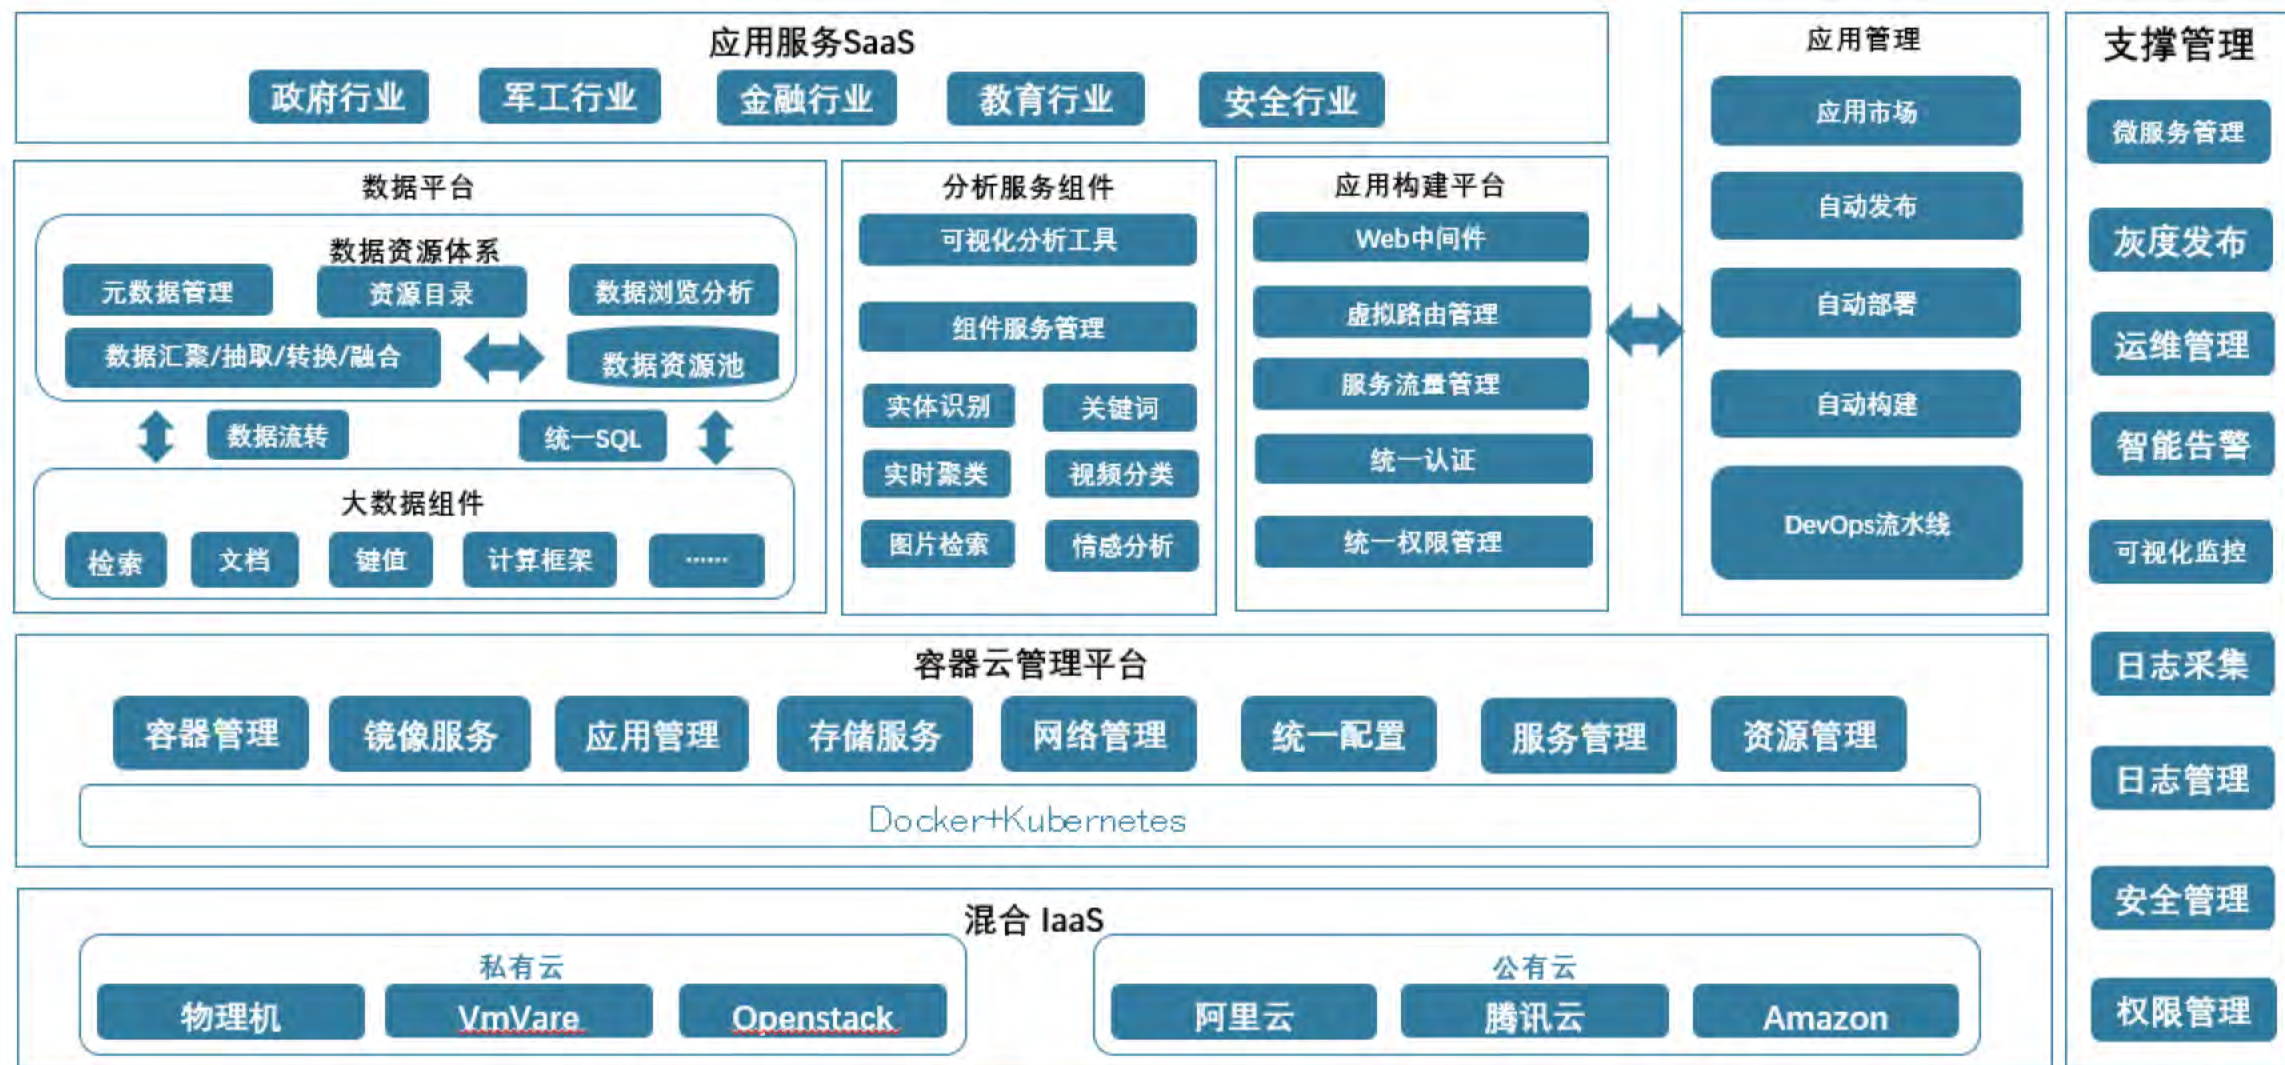 应用服务SaaS
政府行业
军工行业
金融行业
教育行业
安全行业
数据平台
数据资源体系
元数据管理
资源目录
数据浏览分析
数据汇聚/抽取/转换/融合
数据资源池
数据流转
统一SQL
大数据组件
检索
文档
键值
计算框架
······
分析服务组件
可视化分析工具
组件服务管理
实体识别
关键词
实时聚类
视频分类
图片检索
情感分析
应用构建平台
Web中间件
虚拟路由管理
服务流量管理
统一认证
统一权限管理
应用管理
应用市场
自动发布
自动部署
自动构建
DevOps流水线
容器云管理平台
容器管理
镜像服务
应用管理
存储服务
网络管理
统一配置
服务管理
资源管理
Docker+Kubernetes
混合 IaaS
私有云
物理机
VmVare
Openstack
公有云
阿里云
腾讯云
Amazon
支撑管理
微服务管理
灰度发布
运维管理
智能告警
可视化监控
日志采集
日志管理
安全管理
权限管理